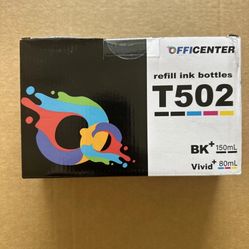 OFFICENTER
refill ink bottles
T502
BK+ 150mL
Vivid+ 80mL